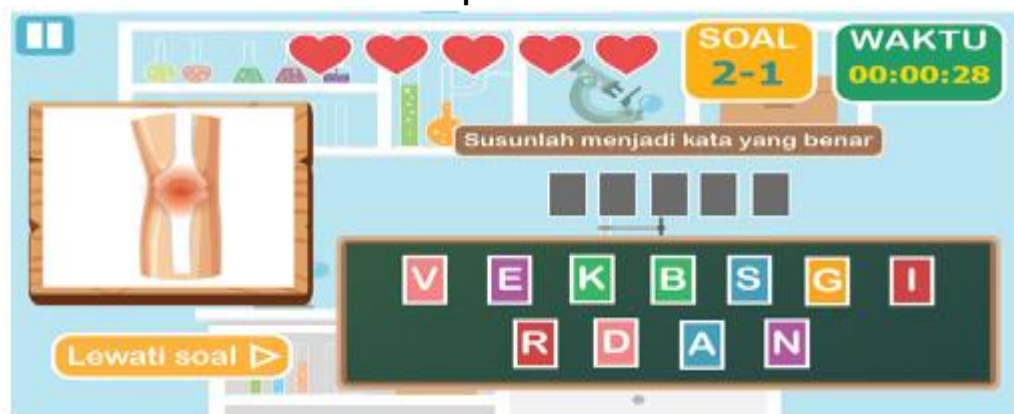 SOAL
2-1
WAKTU
00:00:28
Susunlah menjadi kata yang benar
V E K B S G I
R D A N
Lewati soal